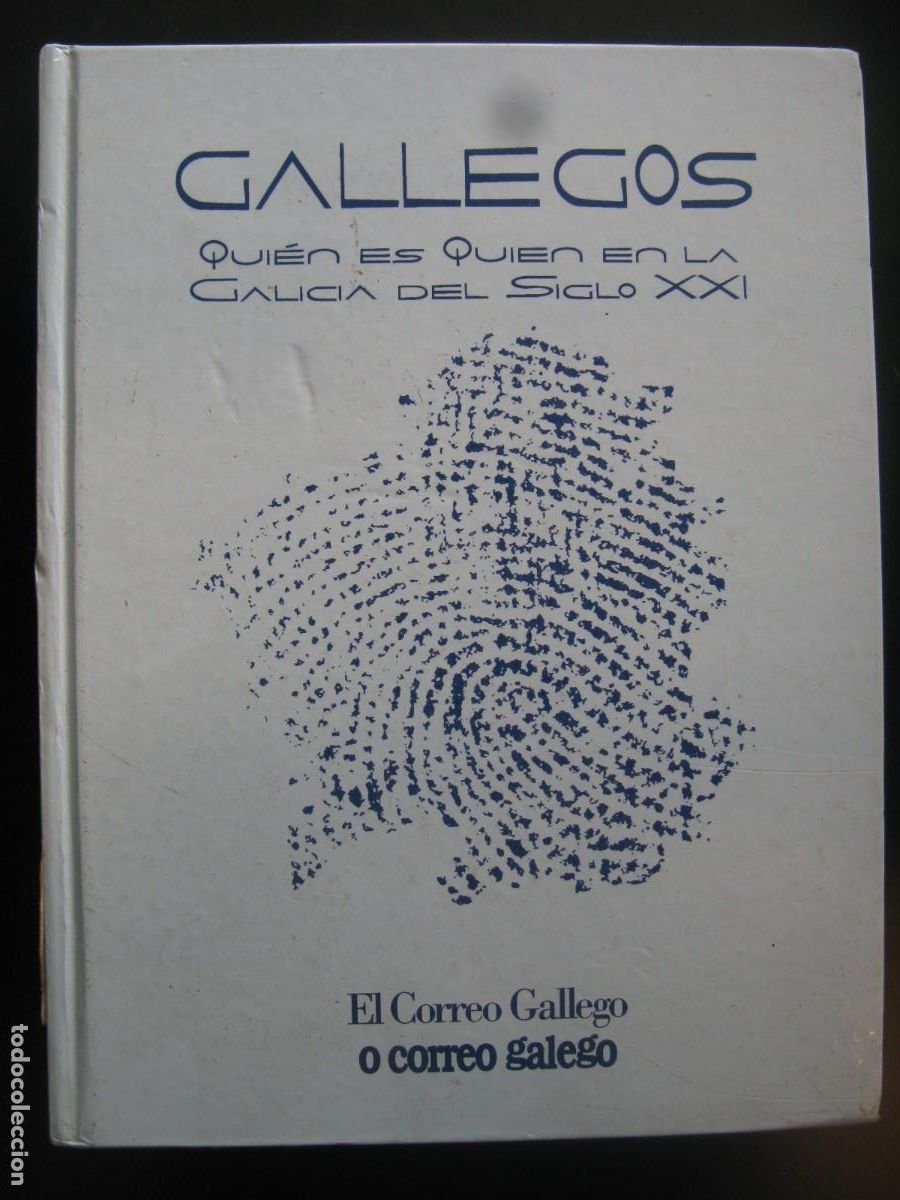 GALLEGOS
QUIÉN ES QUIEN EN LA
GALICIA DEL SIGLO XXI
El Correo Gallego
o correo galego
todocoleccion